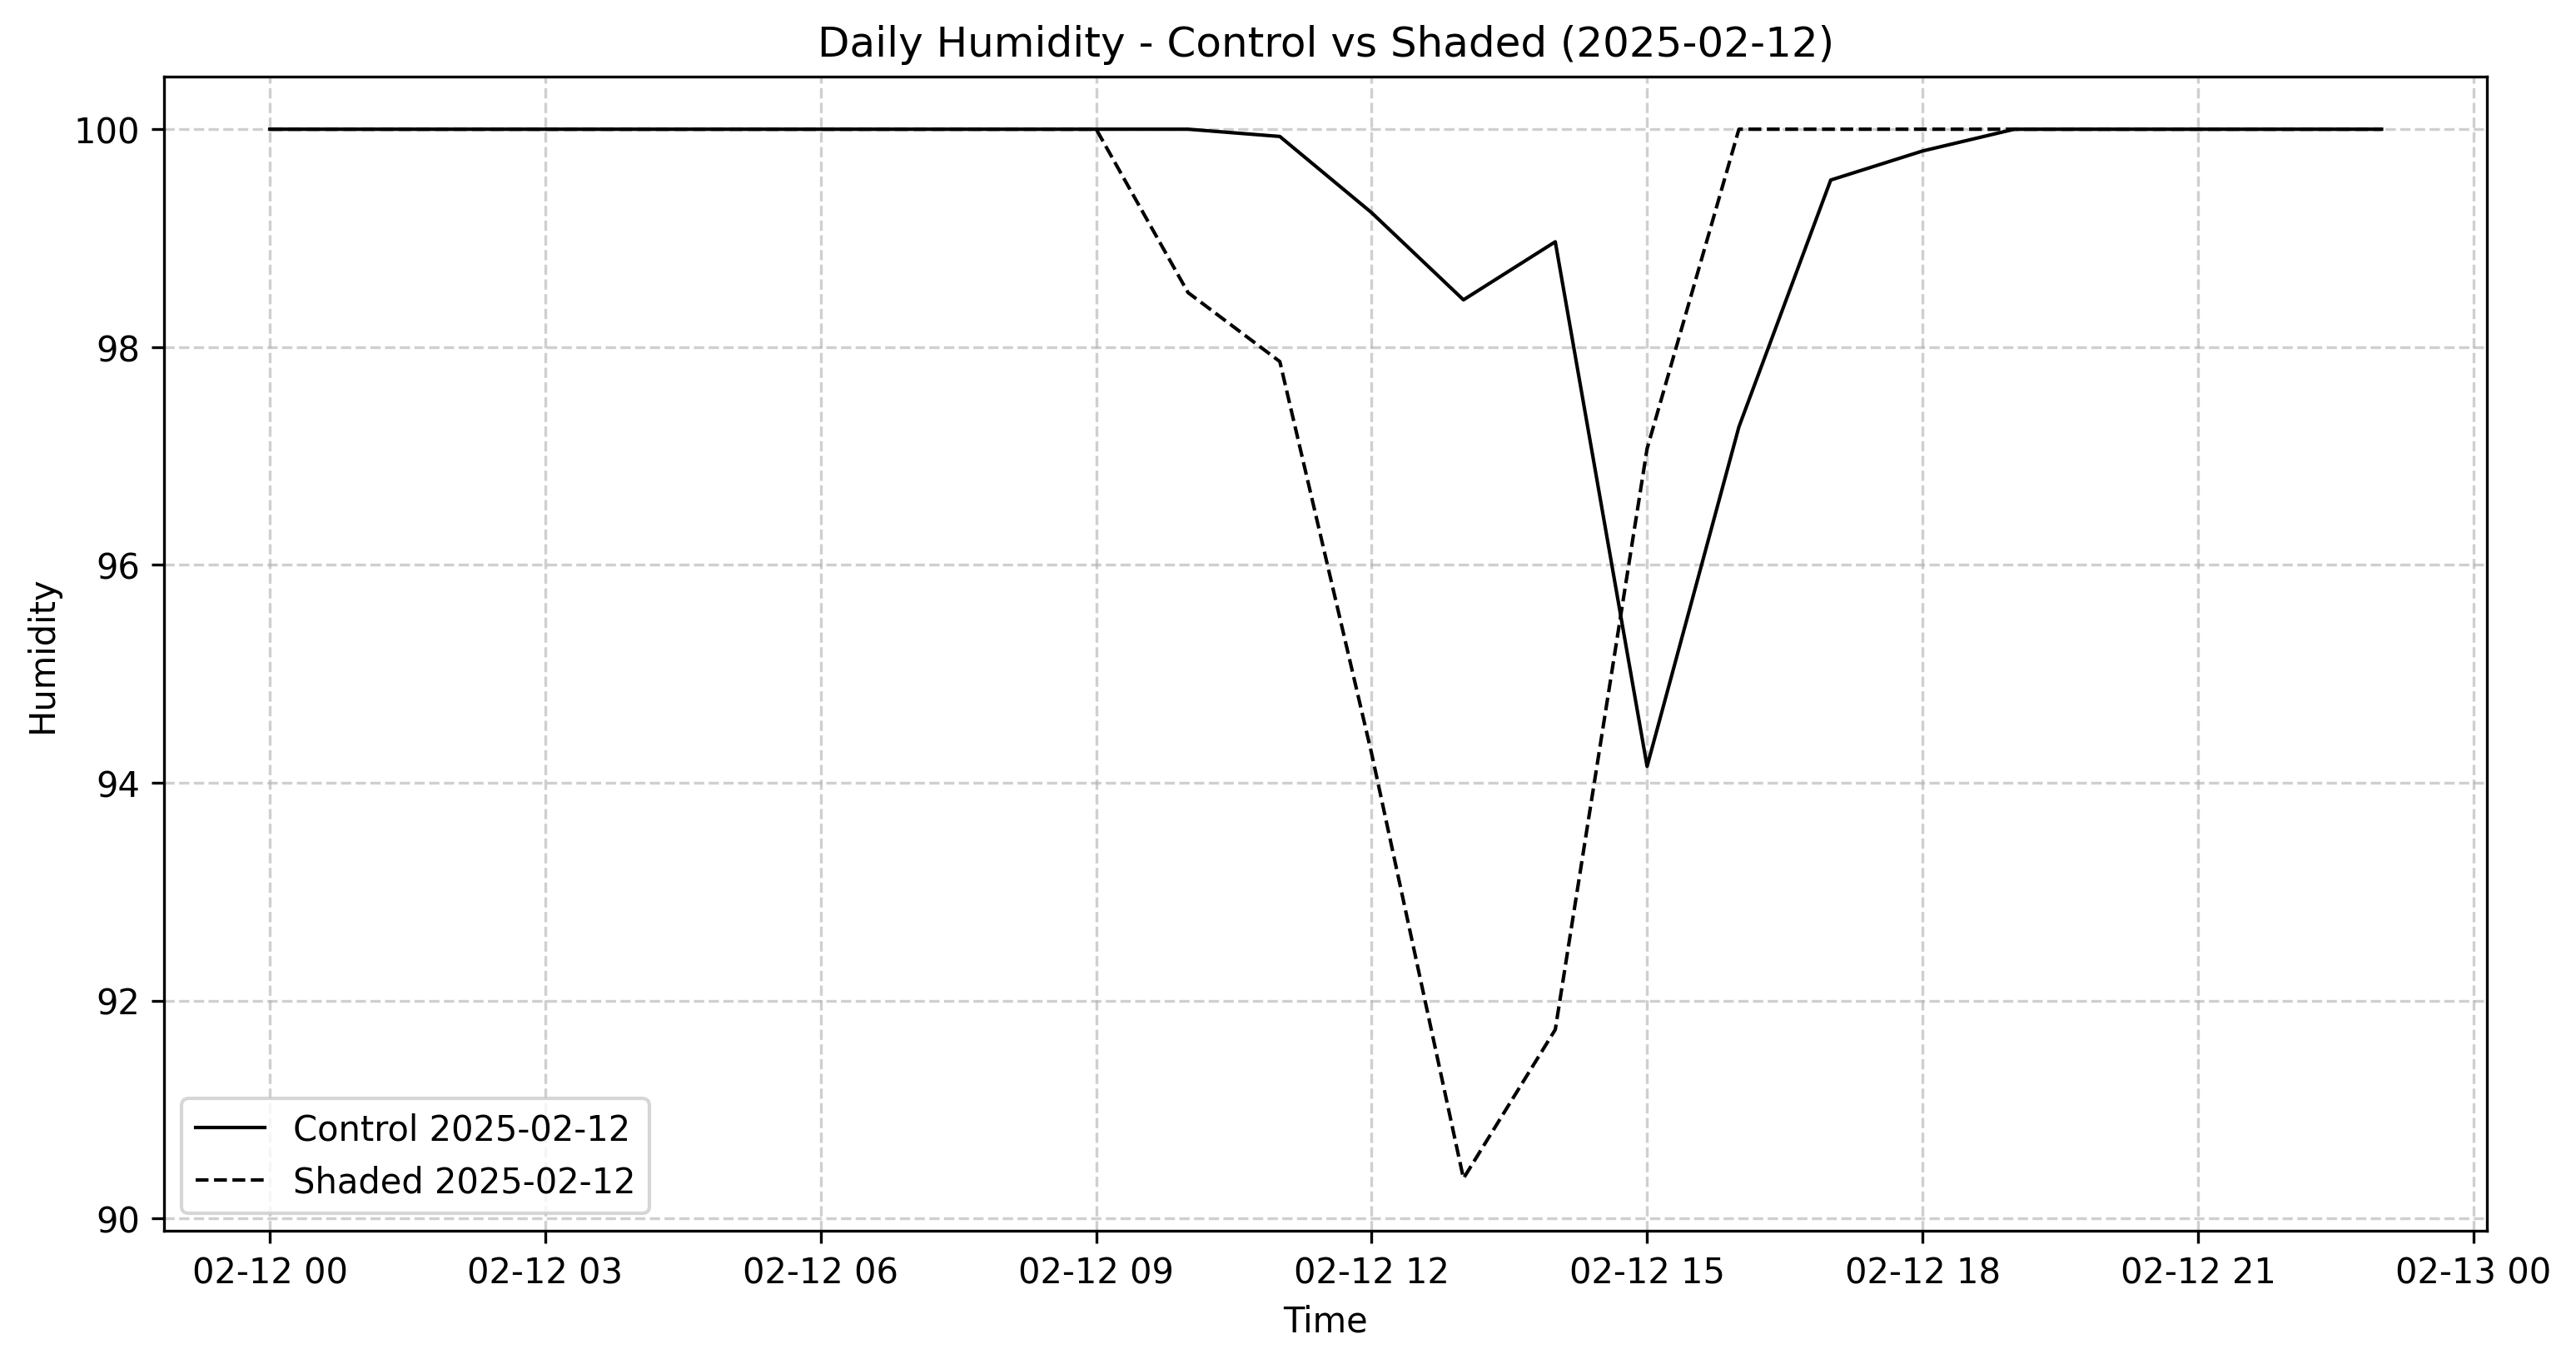 Daily Humidity - Control vs Shaded (2025-02-12)
100
98
96
94
92
90
Humidity
Control 2025-02-12
Shaded 2025-02-12
02-12 00 02-12 03 02-12 06 02-12 09 02-12 12 02-12 15 02-12 18 02-12 21 02-13 00
Time